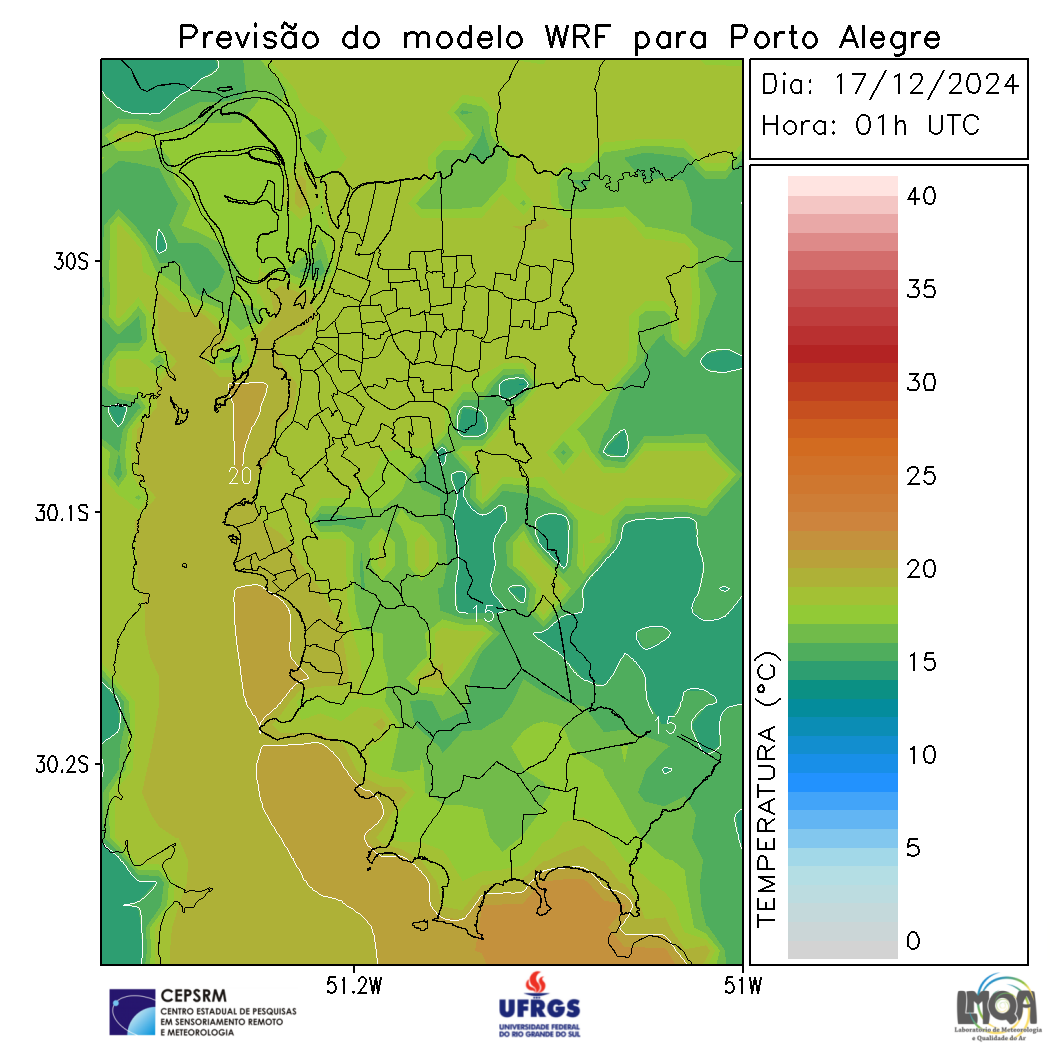 Previsão do modelo WRF para Porto Alegre
Dia: 17/12/2024
Hora: 01h UTC
30S
30.1S
30.2S
51.2W
51W
20
15
15
TEMPERATURA (°C)
40
35
30
25
20
15
10
5
0
CEPSRM
CENTRO ESTADUAL DE PESQUISAS
EM SENSORIAMENTO REMOTO
E METEOROLOGIA
UFRGS
UNIVERSIDADE FEDERAL
DO RIO GRANDE DO SUL
LMQA
Laboratório de Meteorologia
e Qualidade do Ar